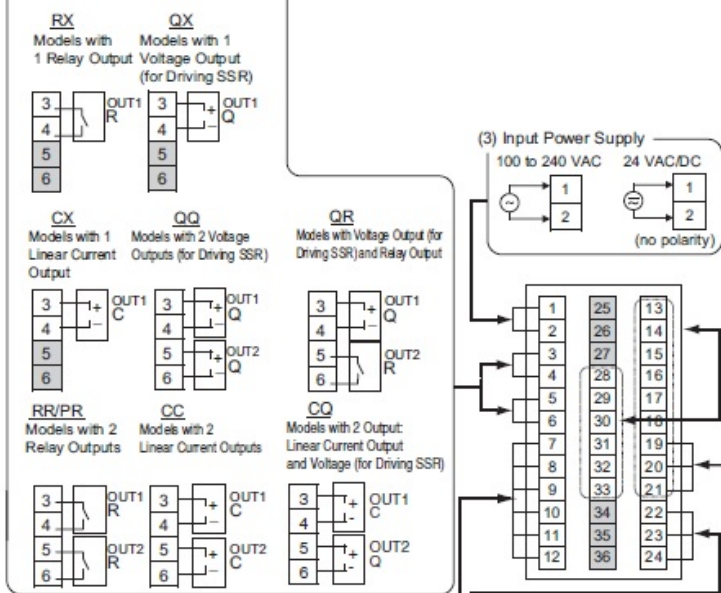 RX
Models with
1 Relay Output
3
4
5
6
OUT1
R
QX
Models with 1
Voltage Output
(for Driving SSR)
3
4
5
6
+
–
OUT1
Q
CX
Models with 1
Linear Current
Output
3
4
5
6
+
–
OUT1
C
QQ
Models with 2 Voltage
Outputs (for Driving SSR)
3
4
5
6
+
–
OUT1
Q
+
–
OUT2
Q
QR
Models with Voltage Output (for
Driving SSR) and Relay Output
3
4
5
6
+
–
OUT1
Q
OUT2
R
RR/PR
Models with 2
Relay Outputs
3
4
5
6
OUT1
R
OUT2
R
CC
Models with 2
Linear Current Outputs
3
4
5
6
+
–
OUT1
C
+
–
OUT2
C
CQ
Models with 2 Output:
Linear Current Output
and Voltage (for Driving SSR)
3
4
5
6
+
-
OUT1
C
+
-
OUT2
Q
(3) Input Power Supply
100 to 240 VAC
1
2
24 VAC/DC
1
2
(no polarity)
1 25 13
2 26 14
3 27 15
4 28 16
5 29 17
6 30 18
7 31 19
8 32 20
9 33 21
10 34 22
11 35 23
12 36 24